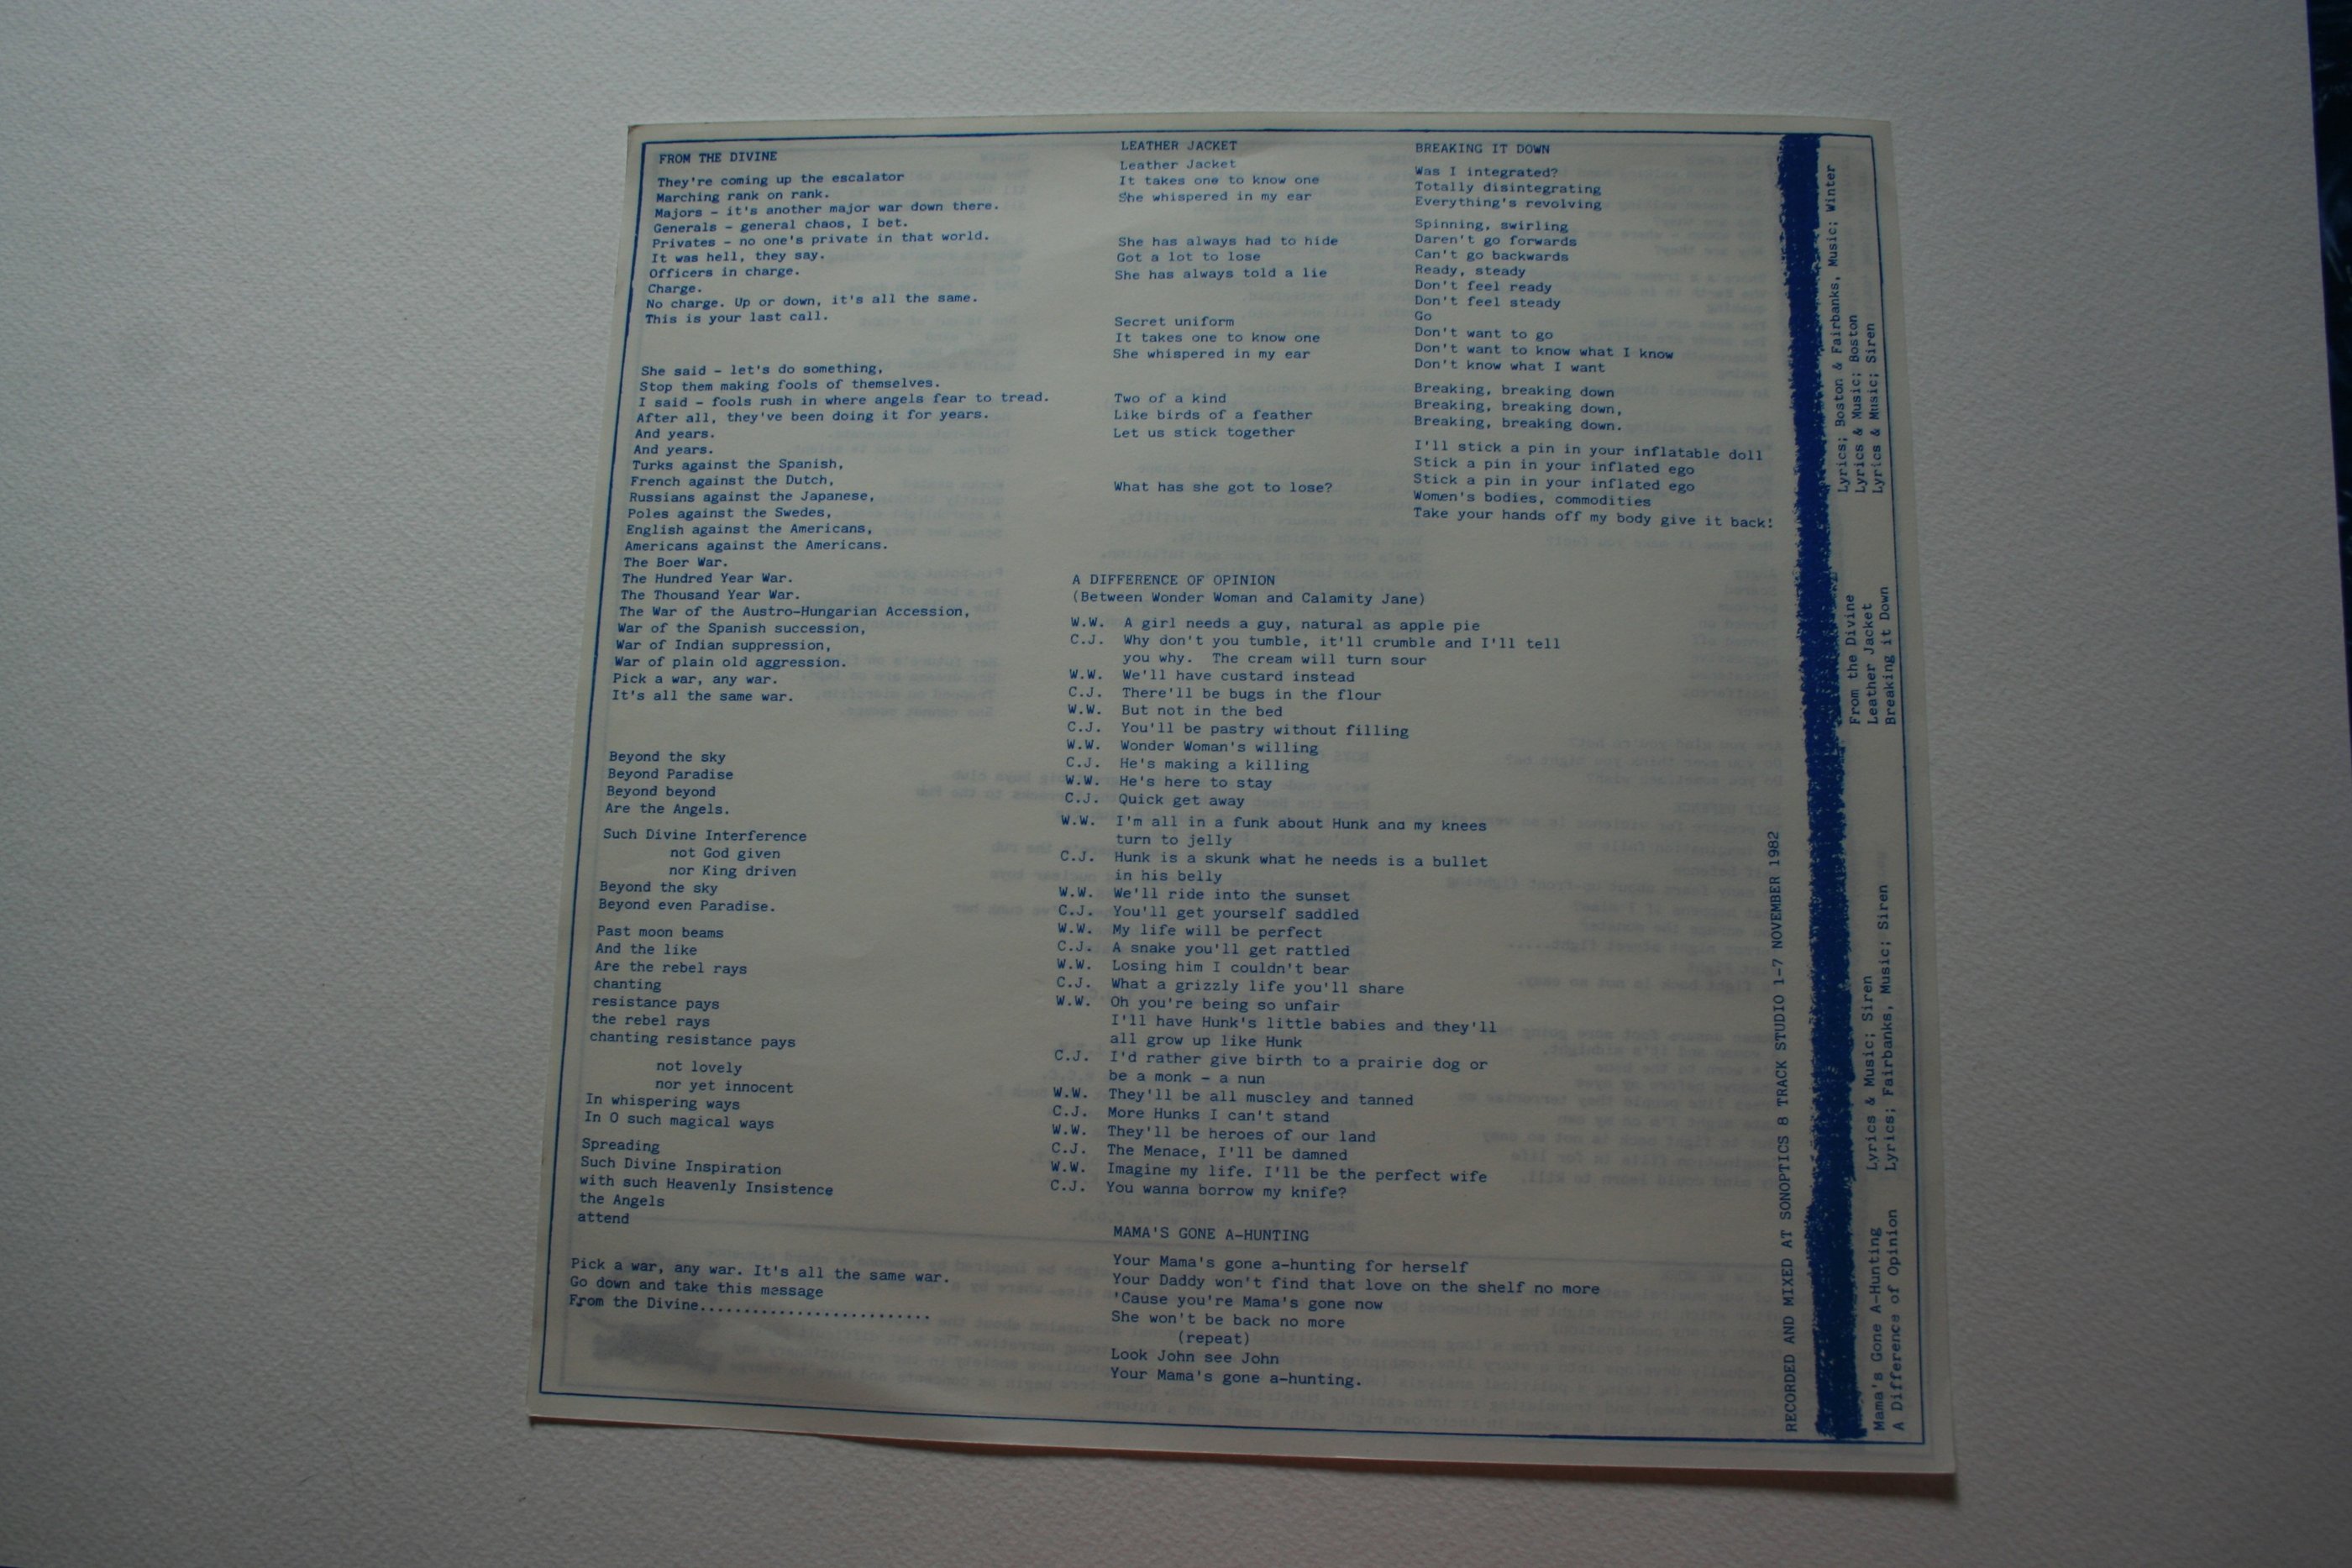 FROM THE DIVINE
They're coming up the escalator
Marching rank on rank.
Majors - it's another major war down there.
Generals - general chaos, I bet.
Privates - no one's private in that world.
It was hell, they say.
Officers in charge.
Charge.
No charge. Up or down, it's all the same.
This is your last call.
She said - let's do something,
Stop them making fools of themselves.
I said - fools rush in where angels fear to tread.
After all, they've been doing it for years.
And years.
And years.
Turks against the Spanish,
French against the Dutch,
Russians against the Japanese,
Poles against the Swedes,
English against the Americans,
Americans against the Americans.
The Boer War.
The Hundred Year War.
The Thousand Year War.
The War of the Austro-Hungarian Accession,
War of the Spanish succession,
War of Indian suppression,
War of plain old aggression.
Pick a war, any war.
It's all the same war.
Beyond the sky
Beyond Paradise
Beyond beyond
Are the Angels.
Such Divine Interference
not God given
nor King driven
Beyond the sky
Beyond even Paradise.
Past moon beams
And the like
Are the rebel rays
chanting
resistance pays
the rebel rays
chanting resistance pays
not lovely
nor yet innocent
In whispering ways
In O such magical ways
Spreading
Such Divine Inspiration
with such Heavenly Insistence
the Angels
attend
Pick a war, any war. It's all the same war.
Go down and take this message
From the Divine..........................
LEATHER JACKET
Leather Jacket
It takes one to know one
She whispered in my ear
She has always had to hide
Got a lot to lose
She has always told a lie
Secret uniform
It takes one to know one
She whispered in my ear
Two of a kind
Like birds of a feather
Let us stick together
What has she got to lose?
BREAKING IT DOWN
Was I integrated?
Totally disintegrating
Everything's revolving
Spinning, swirling
Daren't go forwards
Can't go backwards
Ready, steady
Don't feel ready
Don't feel steady
Go
Don't want to go
Don't want to know what I know
Don't know what I want
Breaking, breaking down
Breaking, breaking down,
Breaking, breaking down.
I'll stick a pin in your inflatable doll
Stick a pin in your inflated ego
Stick a pin in your inflated ego
Women's bodies, commodities
Take your hands off my body give it back!
A DIFFERENCE OF OPINION
(Between Wonder Woman and Calamity Jane)
W.W. A girl needs a guy, natural as apple pie
C.J. Why don't you tumble, it'll crumble and I'll tell
you why. The cream will turn sour
W.W. We'll have custard instead
C.J. There'll be bugs in the flour
W.W. But not in the bed
C.J. You'll be pastry without filling
W.W. Wonder Woman's willing
C.J. He's making a killing
W.W. He's here to stay
C.J. Quick get away
W.W. I'm all in a funk about Hunk and my knees
turn to jelly
C.J. Hunk is a skunk what he needs is a bullet
in his belly
W.W. We'll ride into the sunset
C.J. You'll get yourself saddled
W.W. My life will be perfect
C.J. A snake you'll get rattled
W.W. Losing him I couldn't bear
C.J. What a grizzly life you'll share
W.W. Oh you're being so unfair
I'll have Hunk's little babies and they'll
all grow up like Hunk
C.J. I'd rather give birth to a prairie dog or
be a monk - a nun
W.W. They'll be all muscley and tanned
C.J. More Hunks I can't stand
W.W. They'll be heroes of our land
C.J. The Menace, I'll be damned
W.W. Imagine my life. I'll be the perfect wife
C.J. You wanna borrow my knife?
MAMA'S GONE A-HUNTING
Your Mama's gone a-hunting for herself
Your Daddy won't find that love on the shelf no more
'Cause you're Mama's gone now
She won't be back no more
(repeat)
Look John see John
Your Mama's gone a-hunting.
RECORDED AND MIXED AT SONOPTICS 8 TRACK STUDIO 1-7 NOVEMBER 1982
From the Divine Lyrics; Boston & Fairbanks, Music; Winter
Leather Jacket Lyrics & Music; Boston
Breaking it Down Lyrics & Music; Siren
Mama's Gone A-Hunting Lyrics & Music; Siren
A Difference of Opinion Lyrics; Fairbanks, Music; Siren